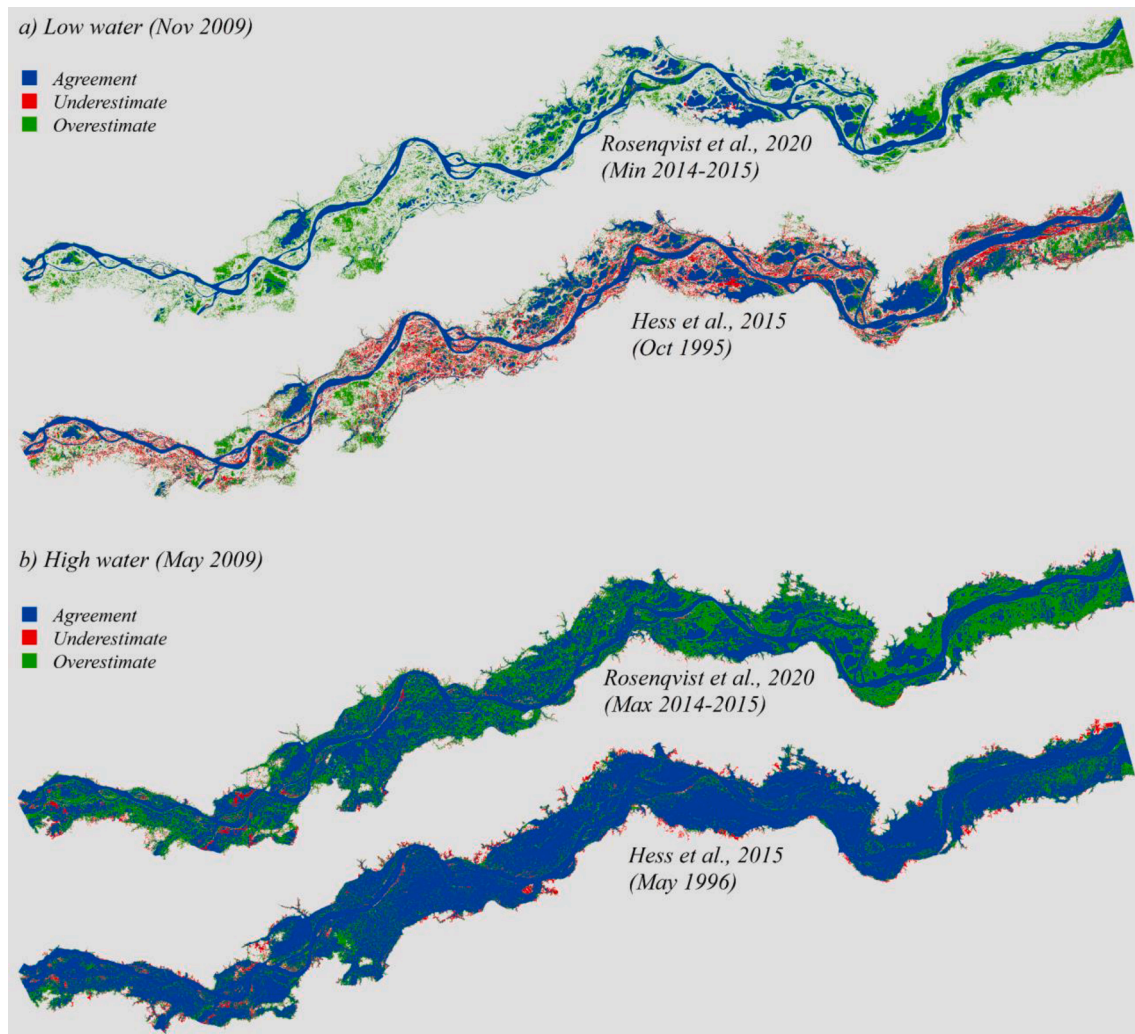 a) Low water (Nov 2009)
Agreement
Underestimate
Overestimate
Rosenqvist et al., 2020
(Min 2014-2015)
Hess et al., 2015
(Oct 1995)
b) High water (May 2009)
Agreement
Underestimate
Overestimate
Rosenqvist et al., 2020
(Max 2014-2015)
Hess et al., 2015
(May 1996)